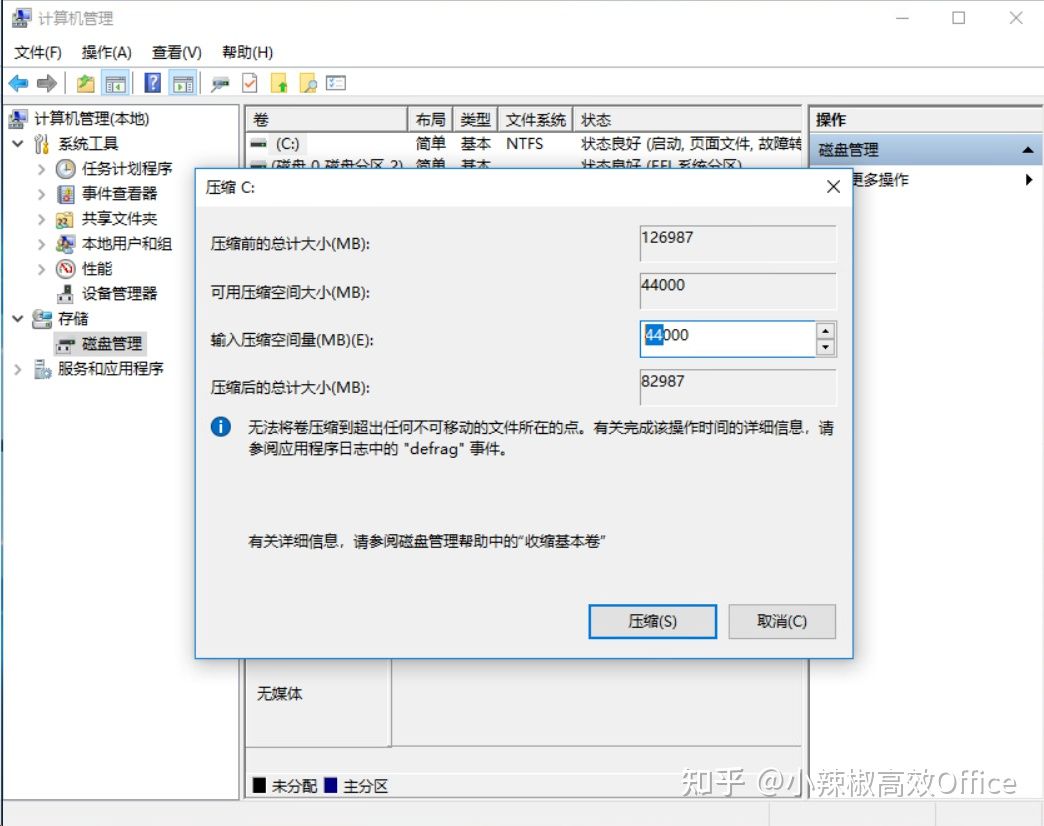 计算机管理
文件(F) 操作(A) 查看(V) 帮助(H)
计算机管理(本地)
系统工具
任务计划程序
事件查看器
共享文件夹
本地用户和组
性能
设备管理器
存储
磁盘管理
服务和应用程序
卷 布局 类型 文件系统 状态
(C:) 简单 基本 NTFS 状态良好 (启动, 页面文件, 故障转
(磁盘 0 磁盘分区 2) 简单 基本 状态良好 (EFI 系统分区)
操作
磁盘管理
更多操作
压缩 C:
压缩前的总计大小(MB): 126987
可用压缩空间大小(MB): 44000
输入压缩空间量(MB)(E): 44000
压缩后的总计大小(MB): 82987
无法将卷压缩到超出任何不可移动的文件所在的点。有关完成该操作时间的详细信息，请
参阅应用程序日志中的 "defrag" 事件。
有关详细信息，请参阅磁盘管理帮助中的“收缩基本卷”
压缩(S) 取消(C)
无媒体
未分配 主分区
知乎 @小辣椒高效Office